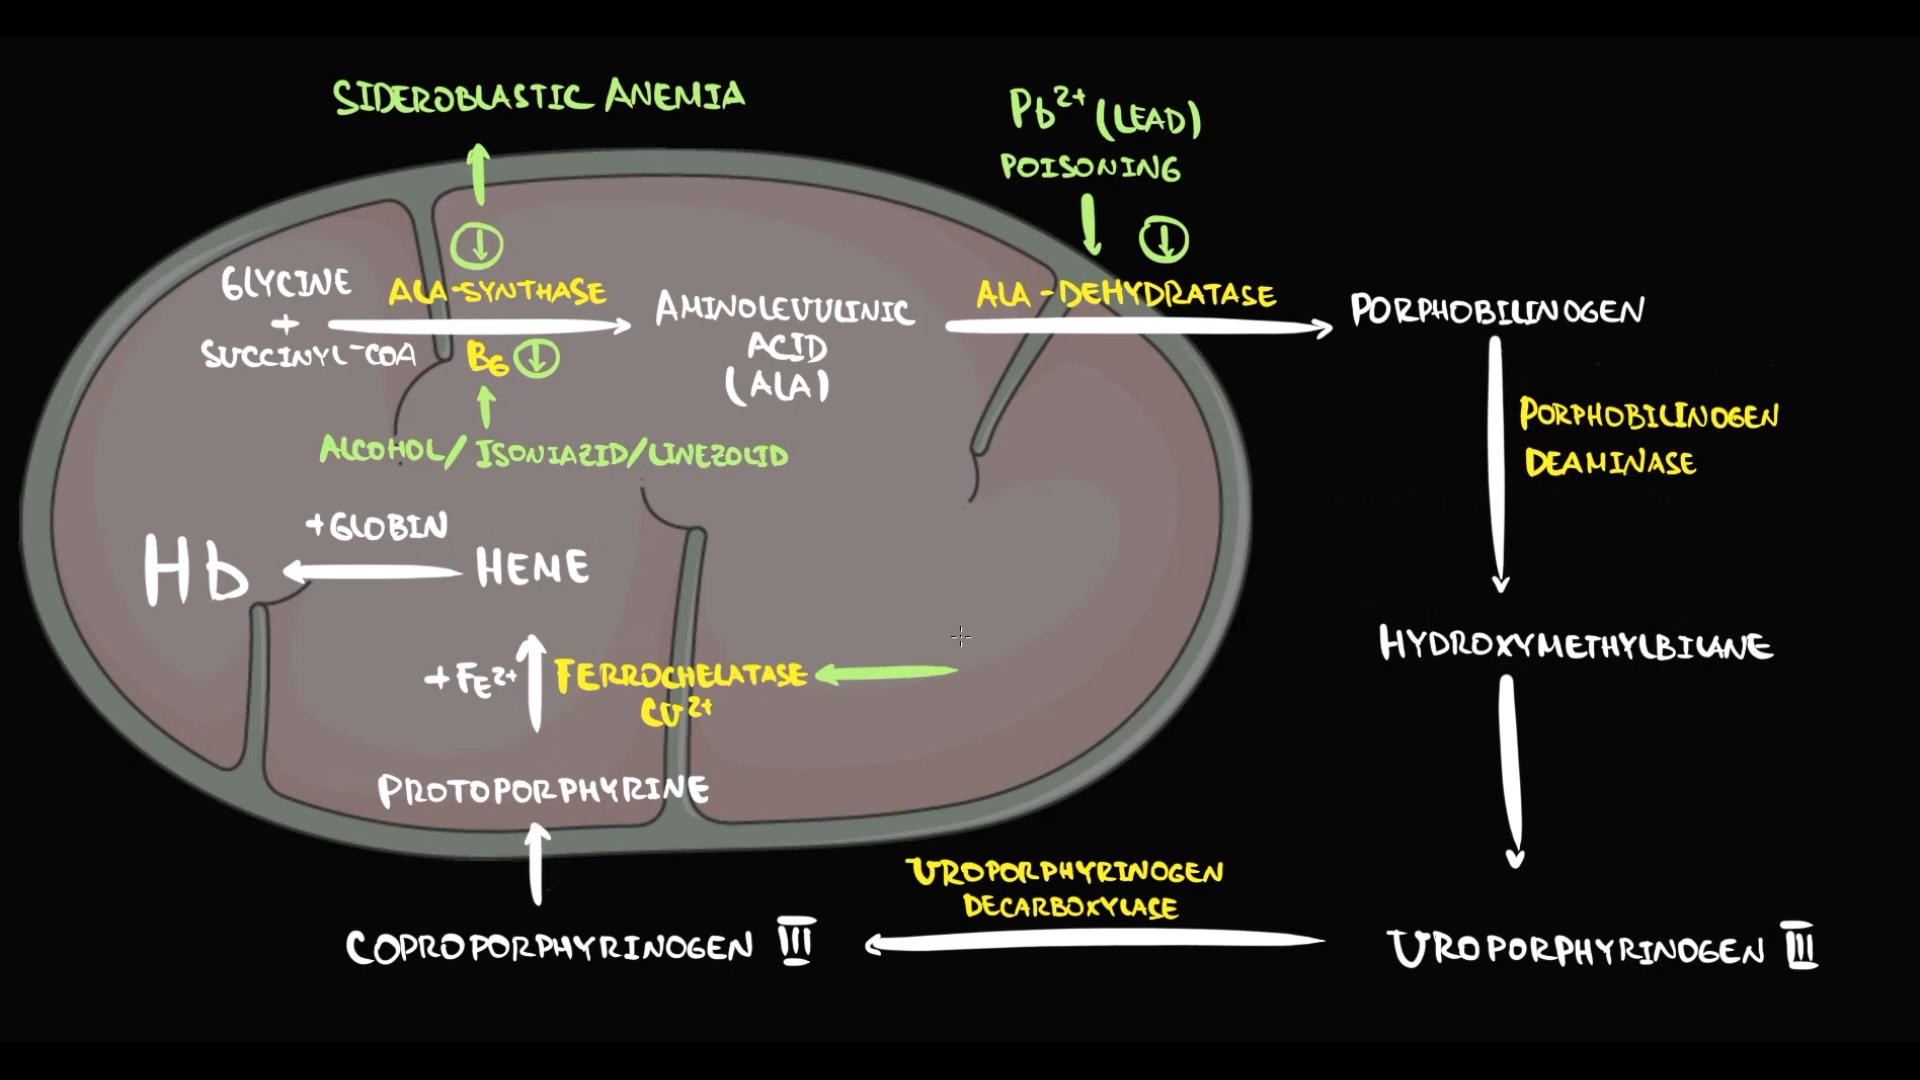 SIDEROBLASTIC ANEMIA
Pb²⁺ (LEAD)
POISONING
GLYCINE
+
SUCCINYL-COA
ALA-SYNTHASE
B6
ALCOHOL/ISONIAZID/LINEZOLID
AMINOLEVULINIC
ACID
(ALA)
ALA-DEHYDRATASE
PORPHOBILINOGEN
PORPHOBILINOGEN
DEAMINASE
HYDROXYMETHYLBILANE
UROPORPHYRINOGEN III
UROPORPHYRINOGEN
DECARBOXYLASE
COPROPORPHYRINOGEN III
PROTOPORPHYRINE
+ Fe²⁺
FERROCHELATASE
CU²⁺
HEME
+ GLOBIN
Hb